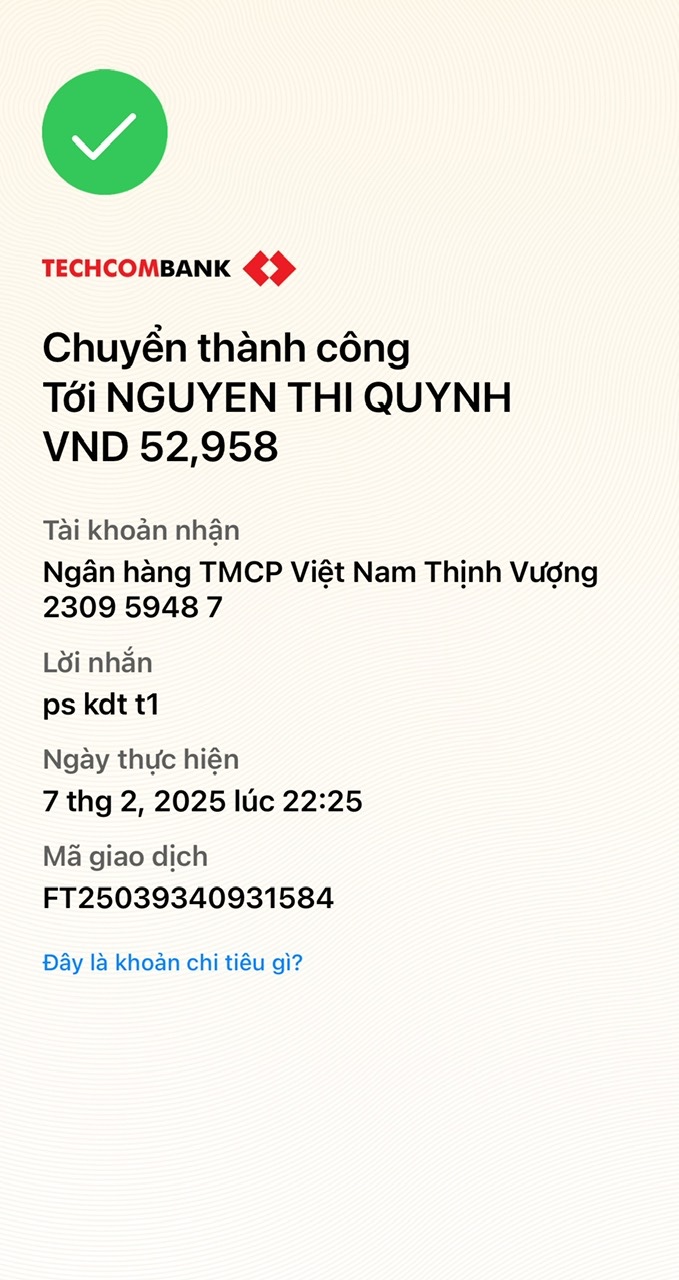 TECHCOMBANK
Chuyển thành công
Tới NGUYEN THI QUYNH
VND 52,958
Tài khoản nhận
Ngân hàng TMCP Việt Nam Thịnh Vượng
2309 5948 7
Lời nhắn
ps kdt t1
Ngày thực hiện
7 thg 2, 2025 lúc 22:25
Mã giao dịch
FT25039340931584
Đây là khoản chi tiêu gì?